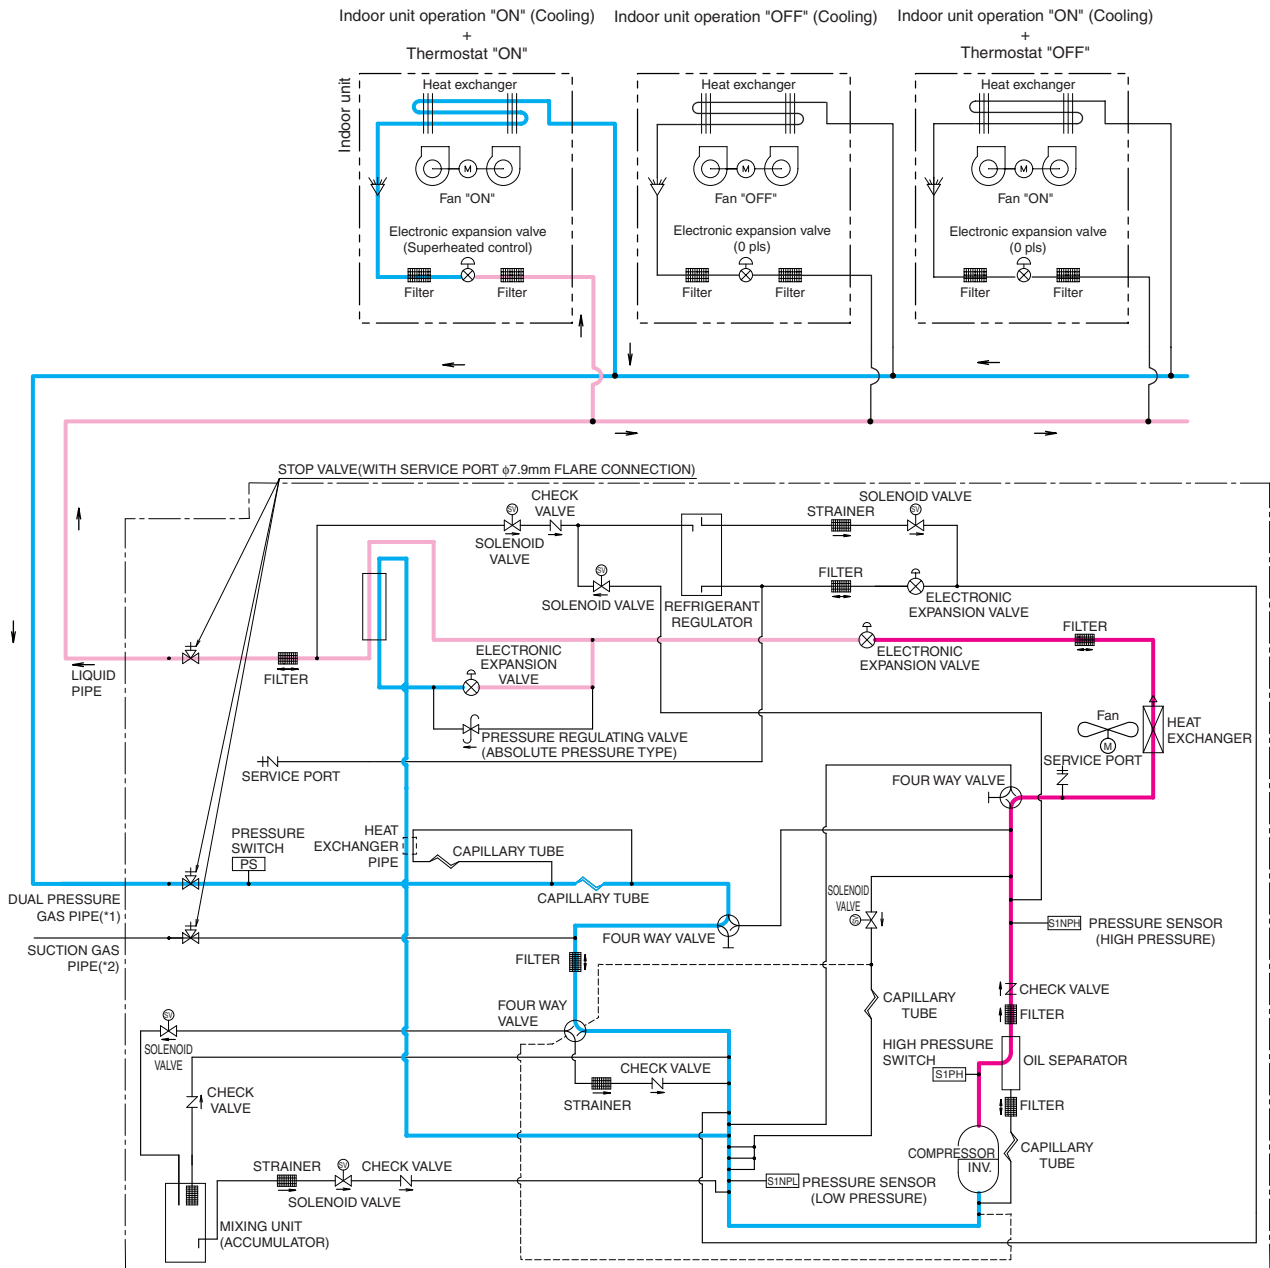 Indoor unit operation "ON" (Cooling)
+
Thermostat "ON"
Indoor unit operation "OFF" (Cooling)
Indoor unit operation "ON" (Cooling)
+
Thermostat "OFF"
Indoor unit
Heat exchanger
M
Fan "ON"
Electronic expansion valve
(Superheated control)
Filter
Filter
Heat exchanger
M
Fan "OFF"
Electronic expansion valve
(0 pls)
Filter
Filter
Heat exchanger
M
Fan "ON"
Electronic expansion valve
(0 pls)
Filter
Filter
STOP VALVE(WITH SERVICE PORT φ7.9mm FLARE CONNECTION)
SV
SOLENOID
VALVE
CHECK
VALVE
SV
SOLENOID VALVE
REFRIGERANT
REGULATOR
STRAINER
SOLENOID VALVE
SV
FILTER
ELECTRONIC
EXPANSION VALVE
LIQUID
PIPE
FILTER
ELECTRONIC
EXPANSION
VALVE
ELECTRONIC
EXPANSION VALVE
FILTER
PRESSURE REGULATING VALVE
(ABSOLUTE PRESSURE TYPE)
SERVICE PORT
Fan
M
HEAT
EXCHANGER
SERVICE PORT
FOUR WAY VALVE
PRESSURE
SWITCH
PS
HEAT
EXCHANGER
PIPE
CAPILLARY TUBE
CAPILLARY TUBE
DUAL PRESSURE
GAS PIPE(*1)
SUCTION GAS
PIPE(*2)
FOUR WAY VALVE
SOLENOID
VALVE
SV
S1NPH
PRESSURE SENSOR
(HIGH PRESSURE)
FILTER
FOUR WAY
VALVE
CAPILLARY
TUBE
CHECK VALVE
FILTER
SV
SOLENOID
VALVE
HIGH PRESSURE
SWITCH
S1PH
OIL SEPARATOR
CHECK
VALVE
STRAINER
CHECK VALVE
FILTER
COMPRESSOR
INV.
CAPILLARY
TUBE
STRAINER
SV
SOLENOID VALVE
CHECK VALVE
S1NPL
PRESSURE SENSOR
(LOW PRESSURE)
MIXING UNIT
(ACCUMULATOR)